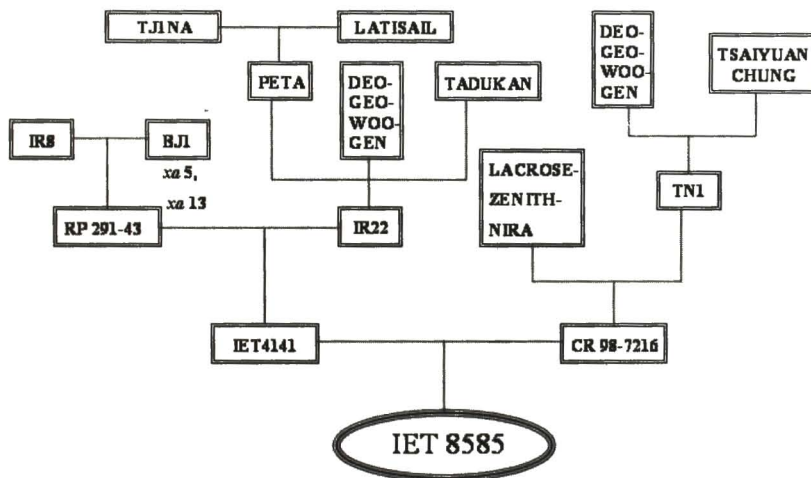 TJINA
LATISAIL
PETA
DEO-
GEO-
WOO-
GEN
TADUKAN
DEO-
GEO-
WOO-
GEN
TSAIYUAN
CHUNG
IR8
BJ1
xa 5,
xa 13
LACROSE-
ZENITH-
NIRA
TN1
RP 291-43
IR22
IET4141
CR 98-7216
IET 8585